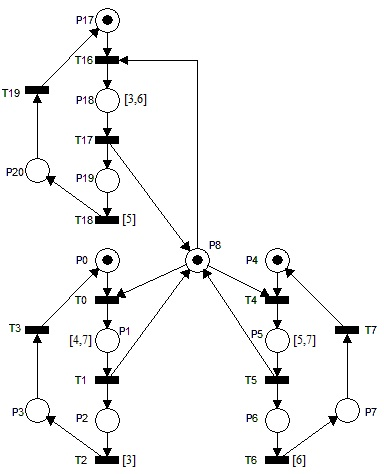 P17
T16
T19
P18 [3,6]
T17
P20 P19
T18 [5]
P8
P0 P4
T0 T4
T3 P1 P5 T7
[4,7] [5,7]
T1 T5
P3 P2 P6 P7
T2 [3] T6 [6]